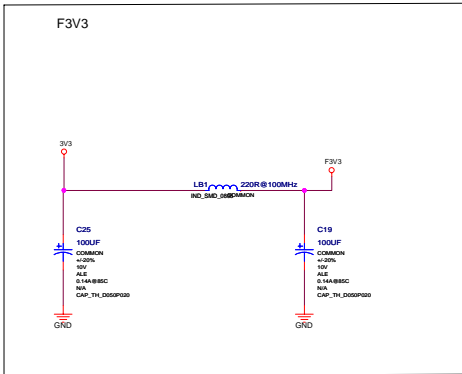 F3V3
3V3
F3V3
LB1 220R@100MHz
COMMON
C25
100UF
COMMON
+/-20%
10V
ALE
0.14A@85C
N/A
CAP_TH_D050P020
GND
C19
100UF
COMMON
+/-20%
10V
ALE
0.14A@85C
N/A
CAP_TH_D050P020
GND